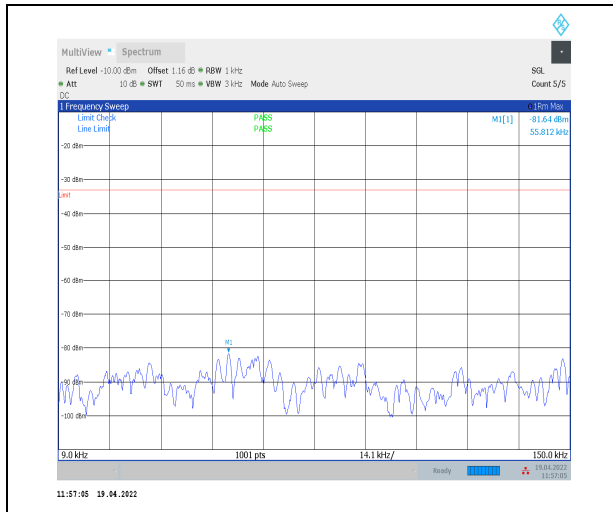 MultiView Spectrum
Ref Level -10.00 dBm Offset 1.16 dB RBW 1 kHz SGL
Att 10 dB SWT 50 ms VBW 3 kHz Mode Auto Sweep Count 5/5
DC
1 Frequency Sweep 1Rm Max
Limit Check PASS M1[1] -81.64 dBm
Line Limit PASS 55.812 kHz
-20 dBm
-30 dBm
Limit
-40 dBm
-50 dBm
-60 dBm
-70 dBm
M1
-80 dBm
-90 dBm
-100 dBm
9.0 kHz 1001 pts 14.1 kHz/ 150.0 kHz
Ready 19.04.2022
11:57:05
11:57:05 19.04.2022